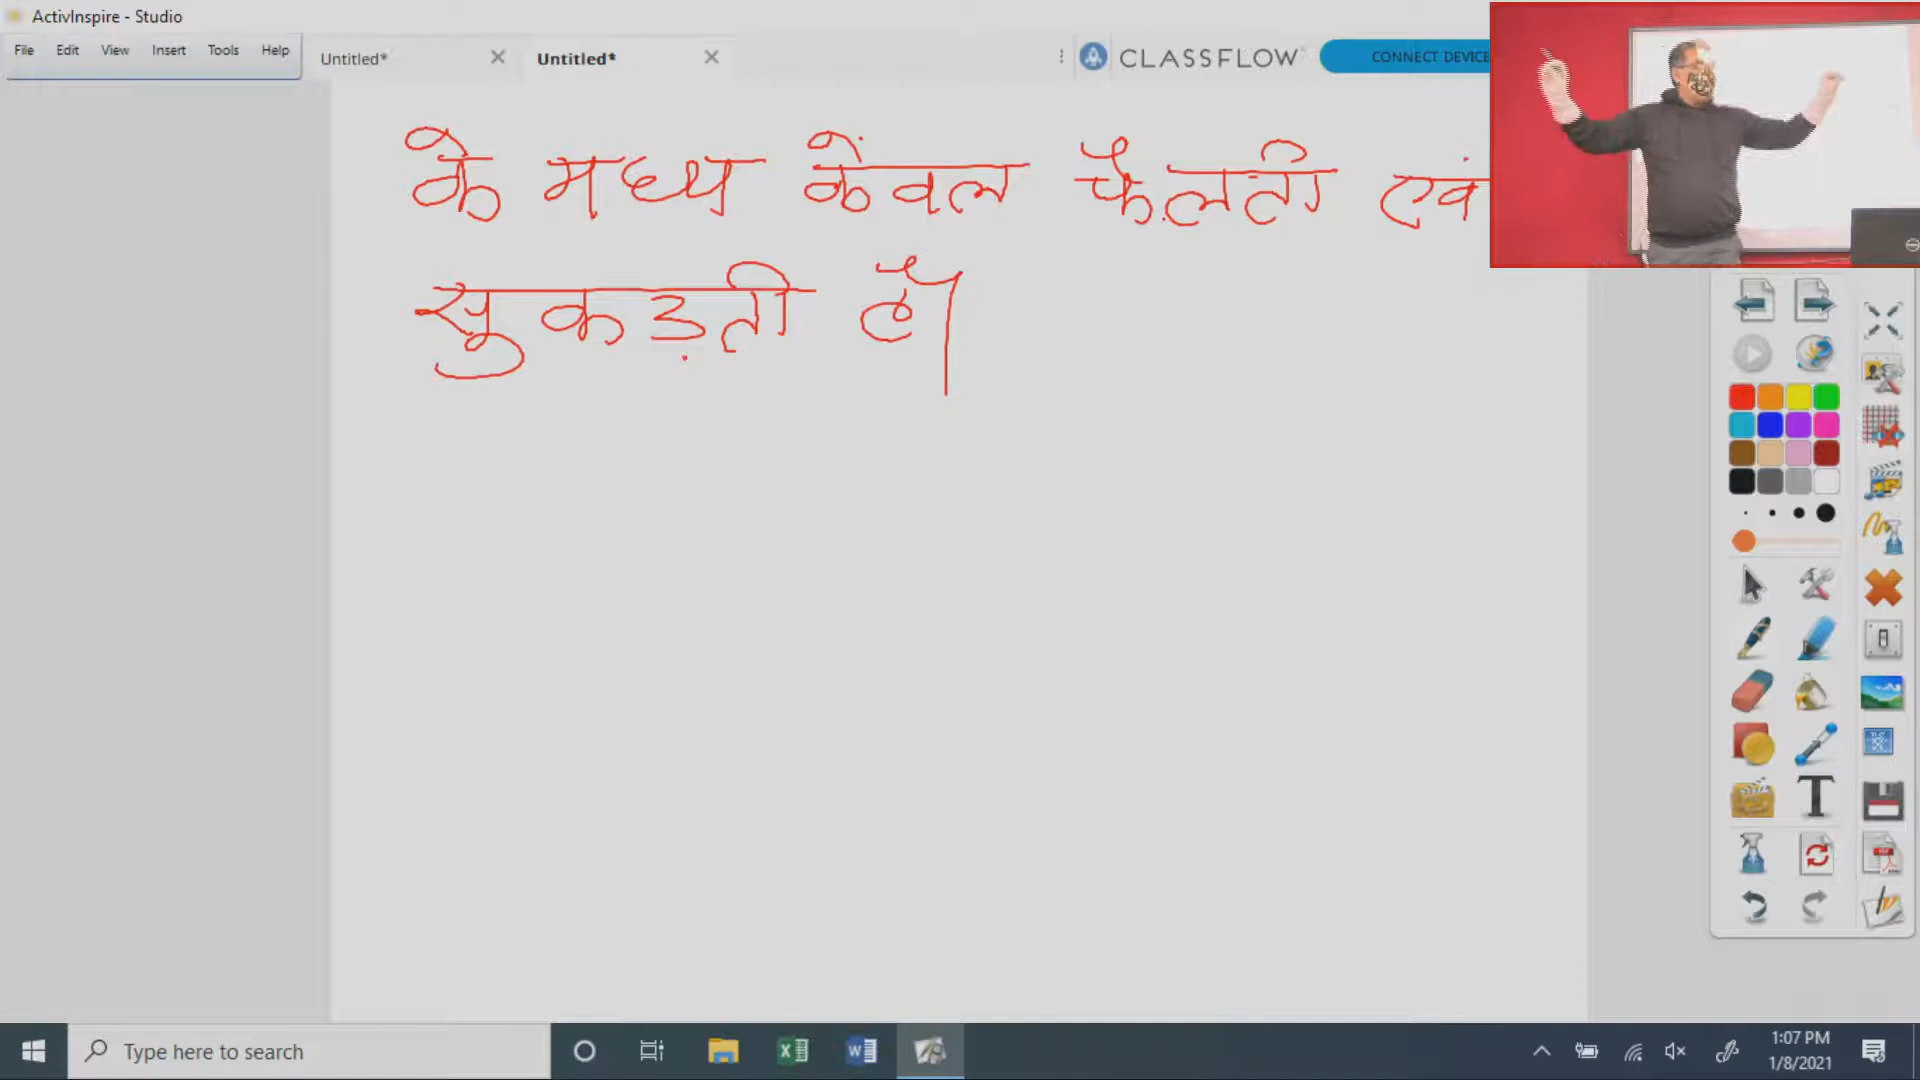 ActivInspire - Studio
File Edit View Insert Tools Help
Untitled* Untitled* CLASSFLOW CONNECT DEVICE
के मध्य केवल फैलती एवं
सुकड़ती है।
Type here to search
1:07 PM
1/8/2021